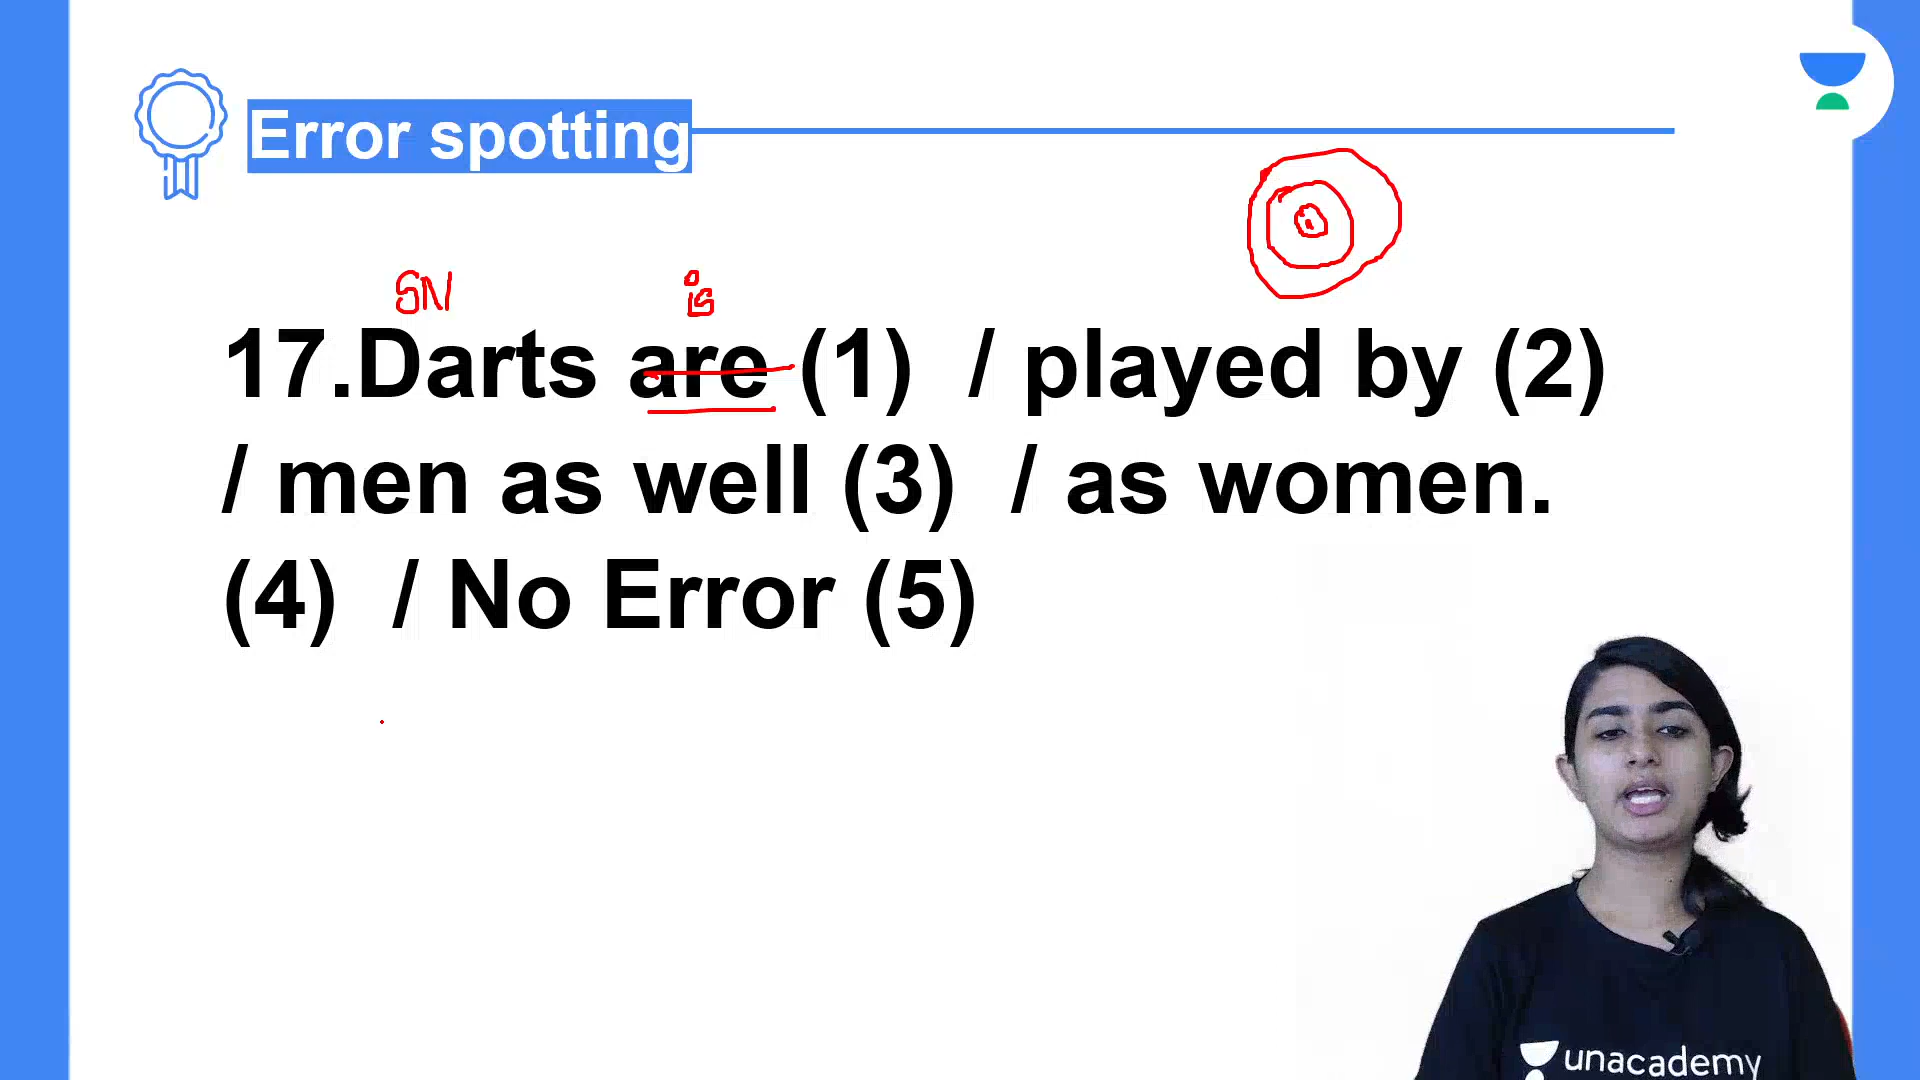 Error spotting
SN is
17.Darts are (1) / played by (2)
/ men as well (3) / as women.
(4) / No Error (5)
unacademy